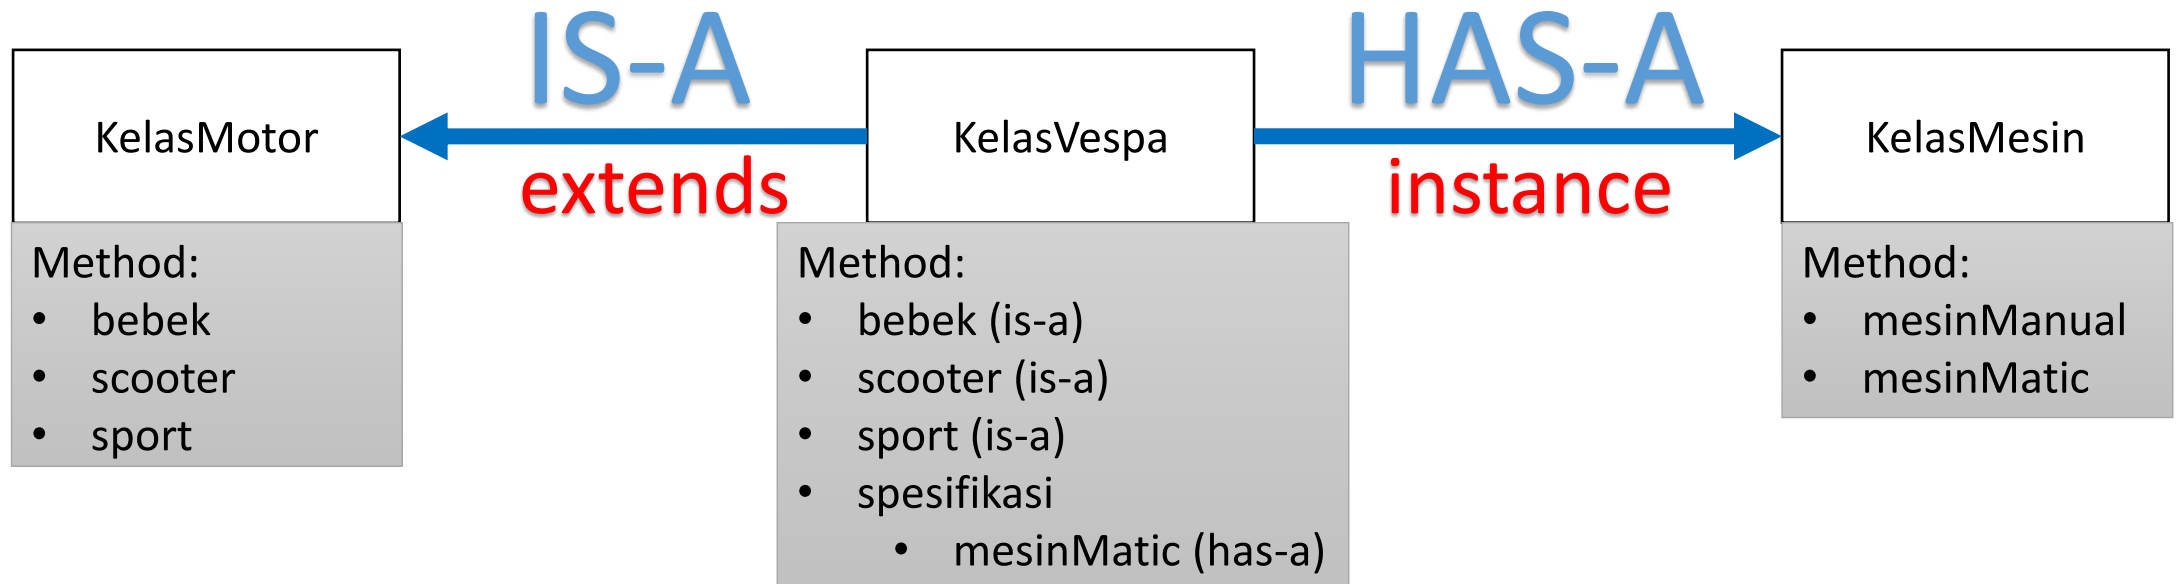 IS-A
HAS-A
KelasMotor
KelasVespa
KelasMesin
extends
instance
Method:
• bebek
• scooter
• sport
Method:
• bebek (is-a)
• scooter (is-a)
• sport (is-a)
• spesifikasi
• mesinMatic (has-a)
Method:
• mesinManual
• mesinMatic